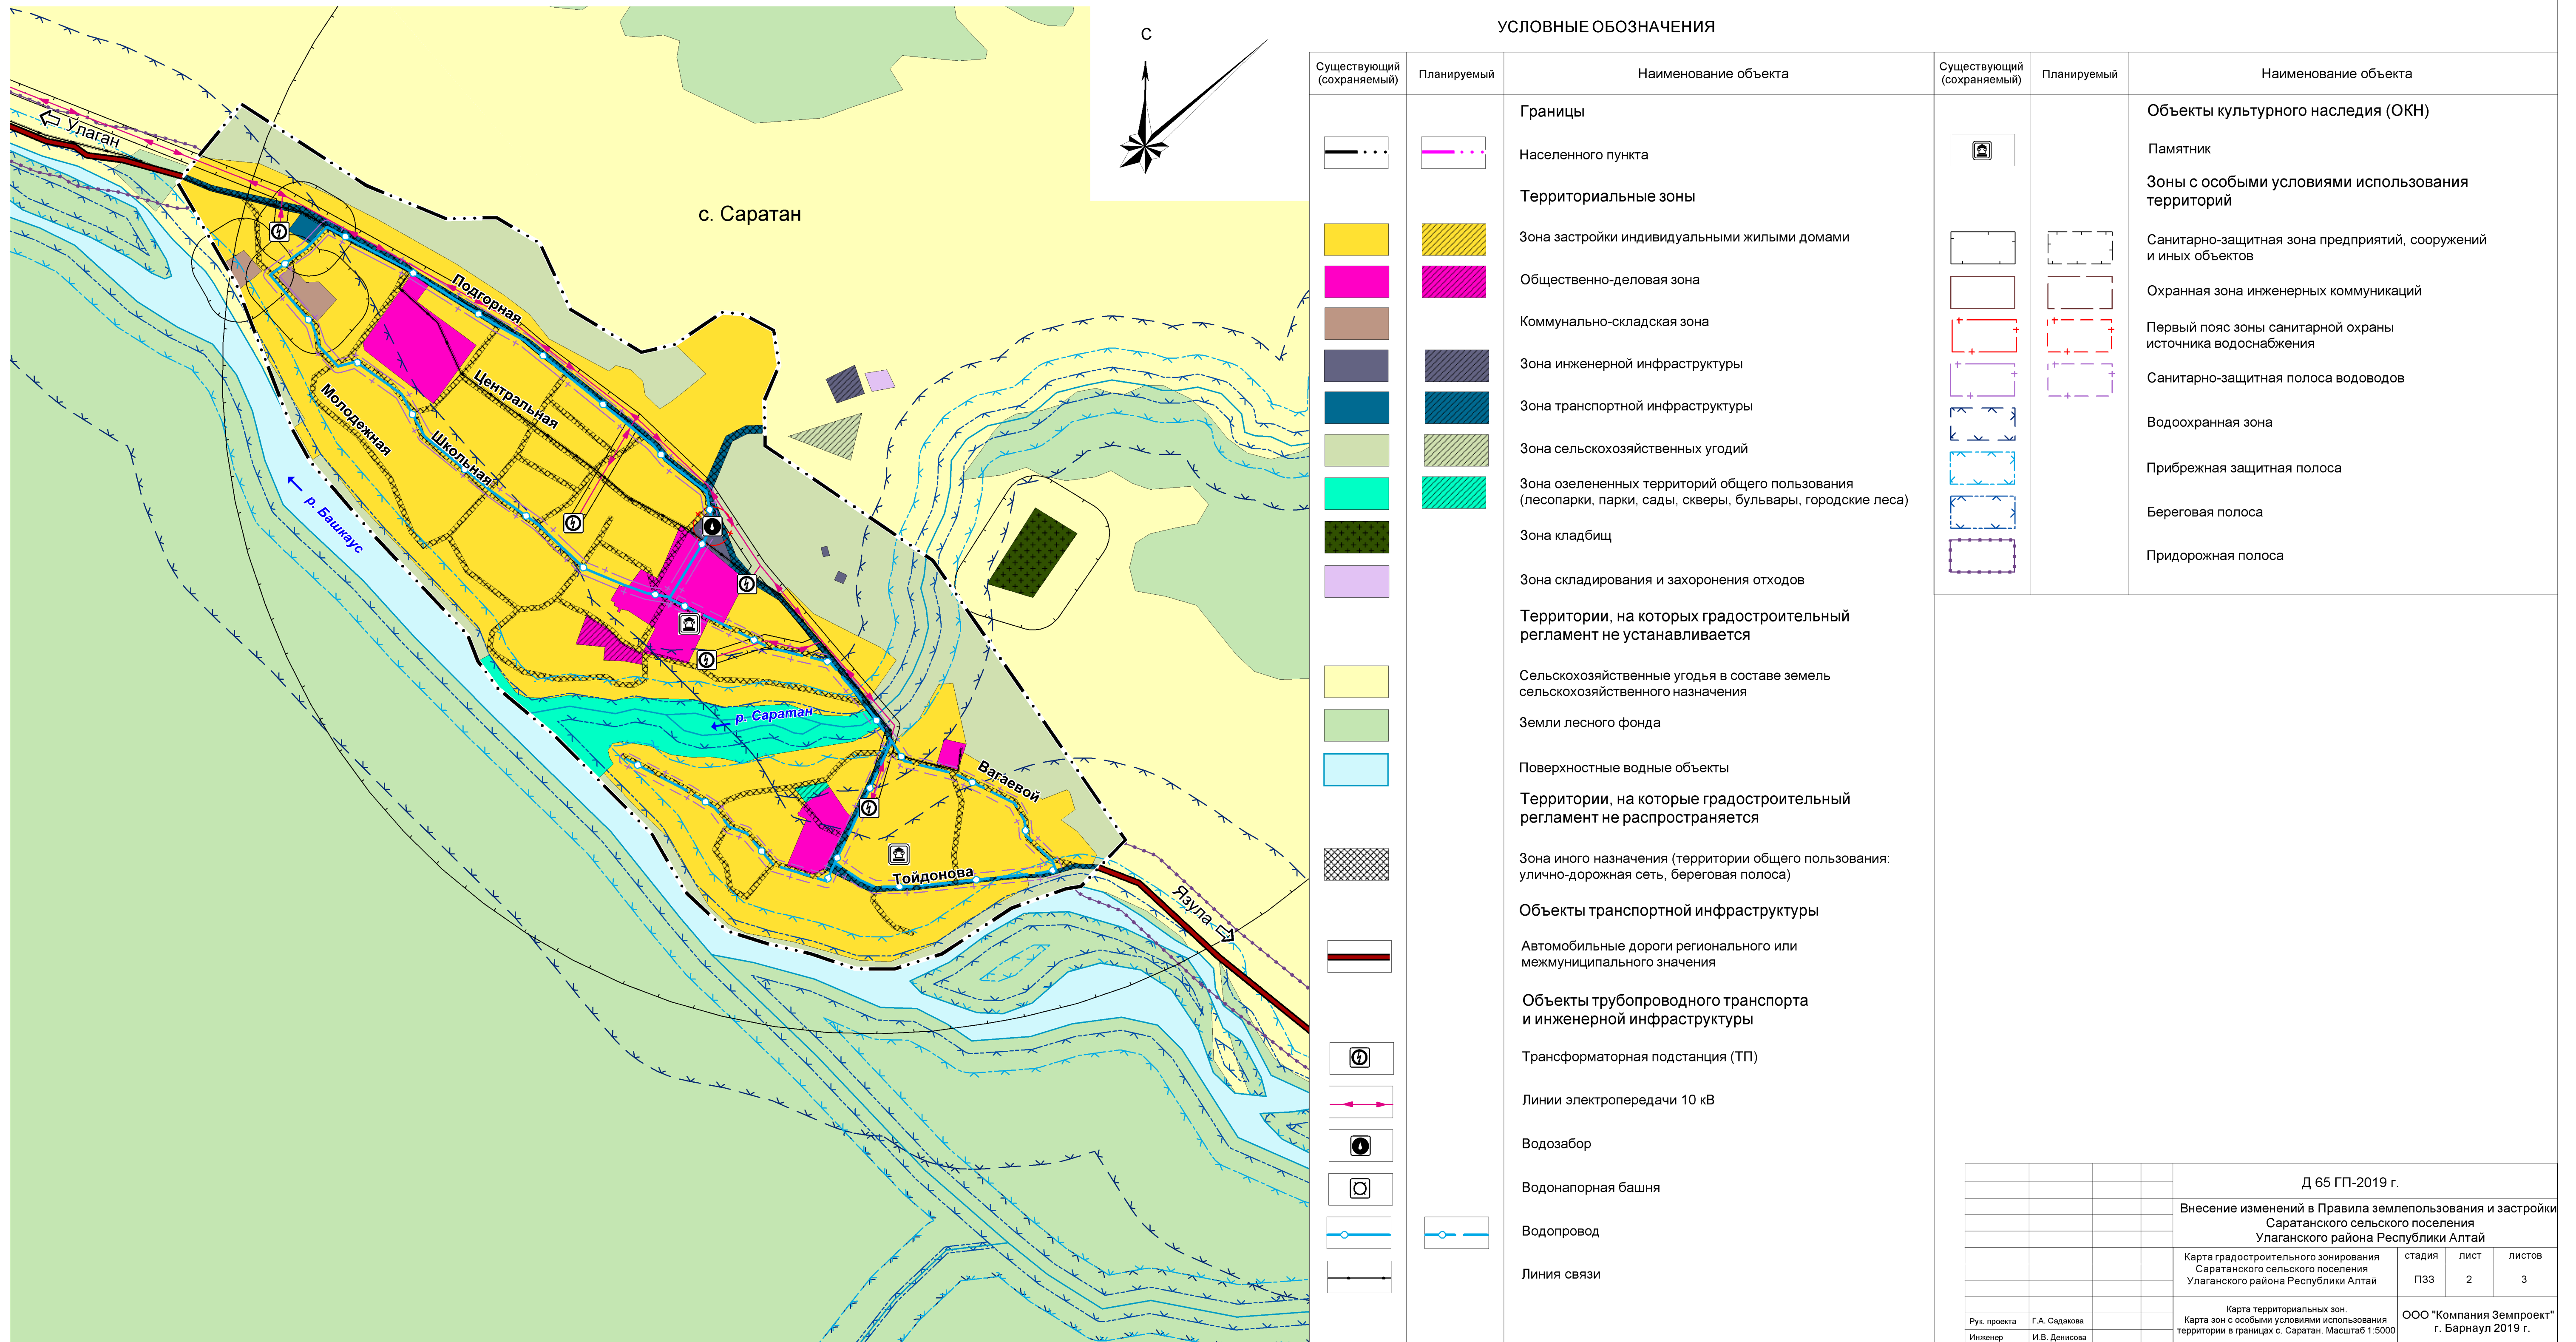 С
с. Саратан
Улаган
Подгорная
Центральная
Молодежная
Школьная
р. Башкаус
р. Саратан
Вагаевой
Тойдонова
Язула
УСЛОВНЫЕ ОБОЗНАЧЕНИЯ
Существующий
(сохраняемый)
Планируемый
Наименование объекта
Границы
Населенного пункта
Территориальные зоны
Зона застройки индивидуальными жилыми домами
Общественно-деловая зона
Коммунально-складская зона
Зона инженерной инфраструктуры
Зона транспортной инфраструктуры
Зона сельскохозяйственных угодий
Зона озелененных территорий общего пользования
(лесопарки, парки, сады, скверы, бульвары, городские леса)
Зона кладбищ
Зона складирования и захоронения отходов
Территории, на которых градостроительный
регламент не устанавливается
Сельскохозяйственные угодья в составе земель
сельскохозяйственного назначения
Земли лесного фонда
Поверхностные водные объекты
Территории, на которые градостроительный
регламент не распространяется
Зона иного назначения (территории общего пользования:
улично-дорожная сеть, береговая полоса)
Объекты транспортной инфраструктуры
Автомобильные дороги регионального или
межмуниципального значения
Объекты трубопроводного транспорта
и инженерной инфраструктуры
Трансформаторная подстанция (ТП)
Линии электропередачи 10 кВ
Водозабор
Водонапорная башня
Водопровод
Линия связи
Существующий
(сохраняемый)
Планируемый
Наименование объекта
Объекты культурного наследия (ОКН)
Памятник
Зоны с особыми условиями использования
территорий
Санитарно-защитная зона предприятий, сооружений
и иных объектов
Охранная зона инженерных коммуникаций
Первый пояс зоны санитарной охраны
источника водоснабжения
Санитарно-защитная полоса водоводов
Водоохранная зона
Прибрежная защитная полоса
Береговая полоса
Придорожная полоса
Д 65 ГП-2019 г.
Внесение изменений в Правила землепользования и застройки
Саратанского сельского поселения
Улаганского района Республики Алтай
Карта градостроительного зонирования
Саратанского сельского поселения
Улаганского района Республики Алтай
стадия лист листов
ПЗЗ 2 3
Рук. проекта Г.А. Садакова
Инженер И.В. Денисова
Карта территориальных зон.
Карта зон с особыми условиями использования
территории в границах с. Саратан. Масштаб 1:5000
ООО "Компания Земпроект"
г. Барнаул 2019 г.